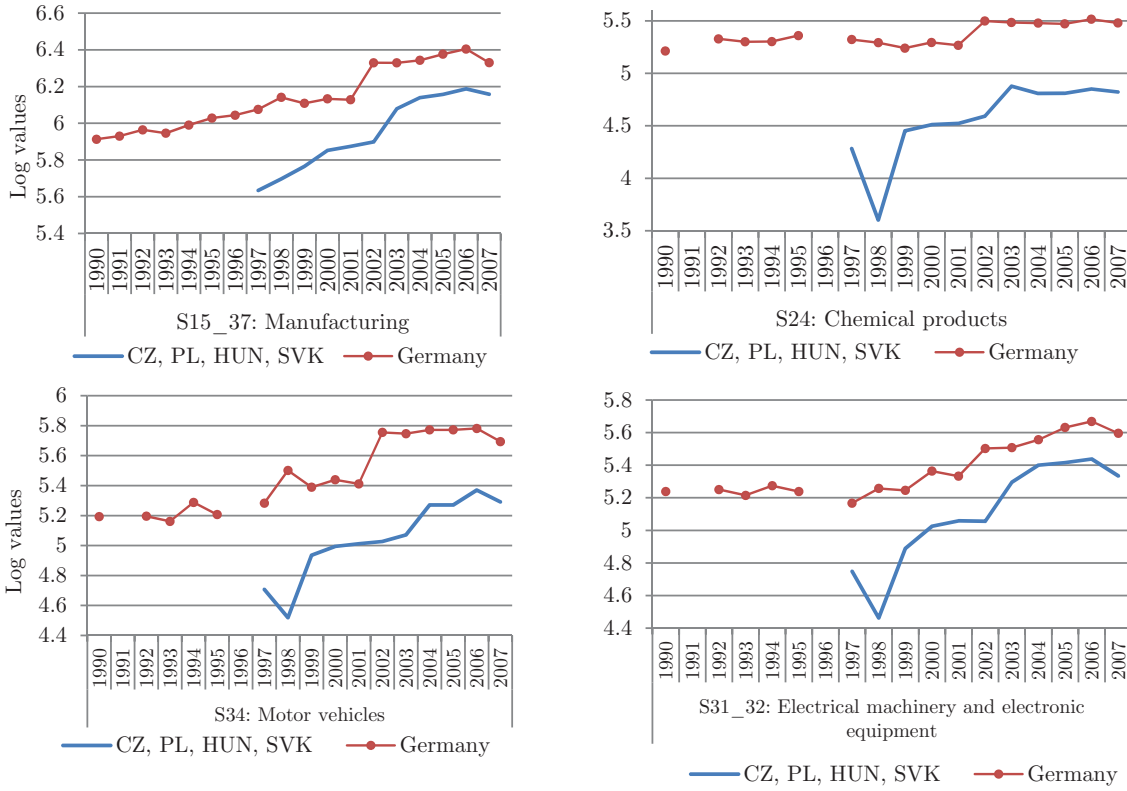 Log values
6.6
6.4
6.2
6
5.8
5.6
5.4
1990 1991 1992 1993 1994 1995 1996 1997 1998 1999 2000 2001 2002 2003 2004 2005 2006 2007
S15_37: Manufacturing
CZ, PL, HUN, SVK Germany
5.5
5
4.5
4
3.5
1990 1991 1992 1993 1994 1995 1996 1997 1998 1999 2000 2001 2002 2003 2004 2005 2006 2007
S24: Chemical products
CZ, PL, HUN, SVK Germany
Log values
6
5.8
5.6
5.4
5.2
5
4.8
4.6
4.4
1990 1991 1992 1993 1994 1995 1996 1997 1998 1999 2000 2001 2002 2003 2004 2005 2006 2007
S34: Motor vehicles
CZ, PL, HUN, SVK Germany
5.8
5.6
5.4
5.2
5
4.8
4.6
4.4
1990 1991 1992 1993 1994 1995 1996 1997 1998 1999 2000 2001 2002 2003 2004 2005 2006 2007
S31_32: Electrical machinery and electronic
equipment
CZ, PL, HUN, SVK Germany